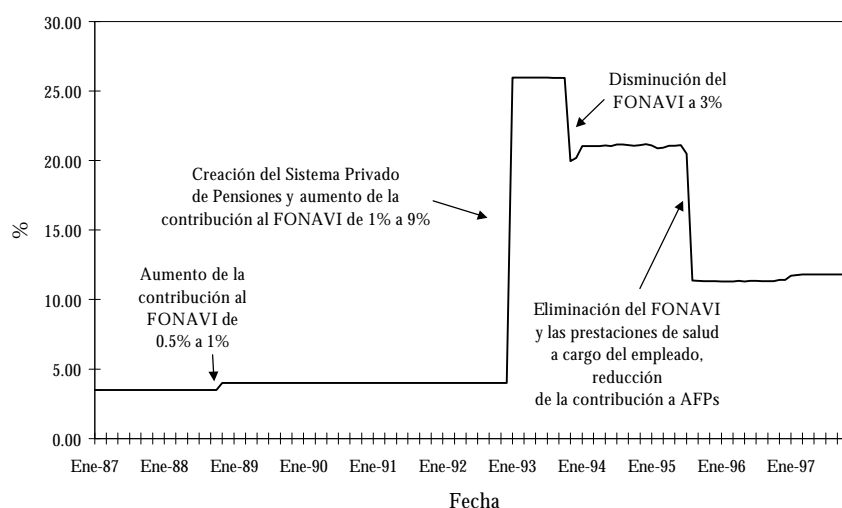 30.00
25.00
20.00
15.00
10.00
5.00
0.00
%
Disminución del
FONAVI a 3%
Creación del Sistema Privado
de Pensiones y aumento de la
contribución al FONAVI de 1% a 9%
Aumento de la
contribución al
FONAVI de
0.5% a 1%
Eliminación del FONAVI
y las prestaciones de salud
a cargo del empleado,
reducción
de la contribución a AFPs
Ene-87 Ene-88 Ene-89 Ene-90 Ene-91 Ene-92 Ene-93 Ene-94 Ene-95 Ene-96 Ene-97
Fecha